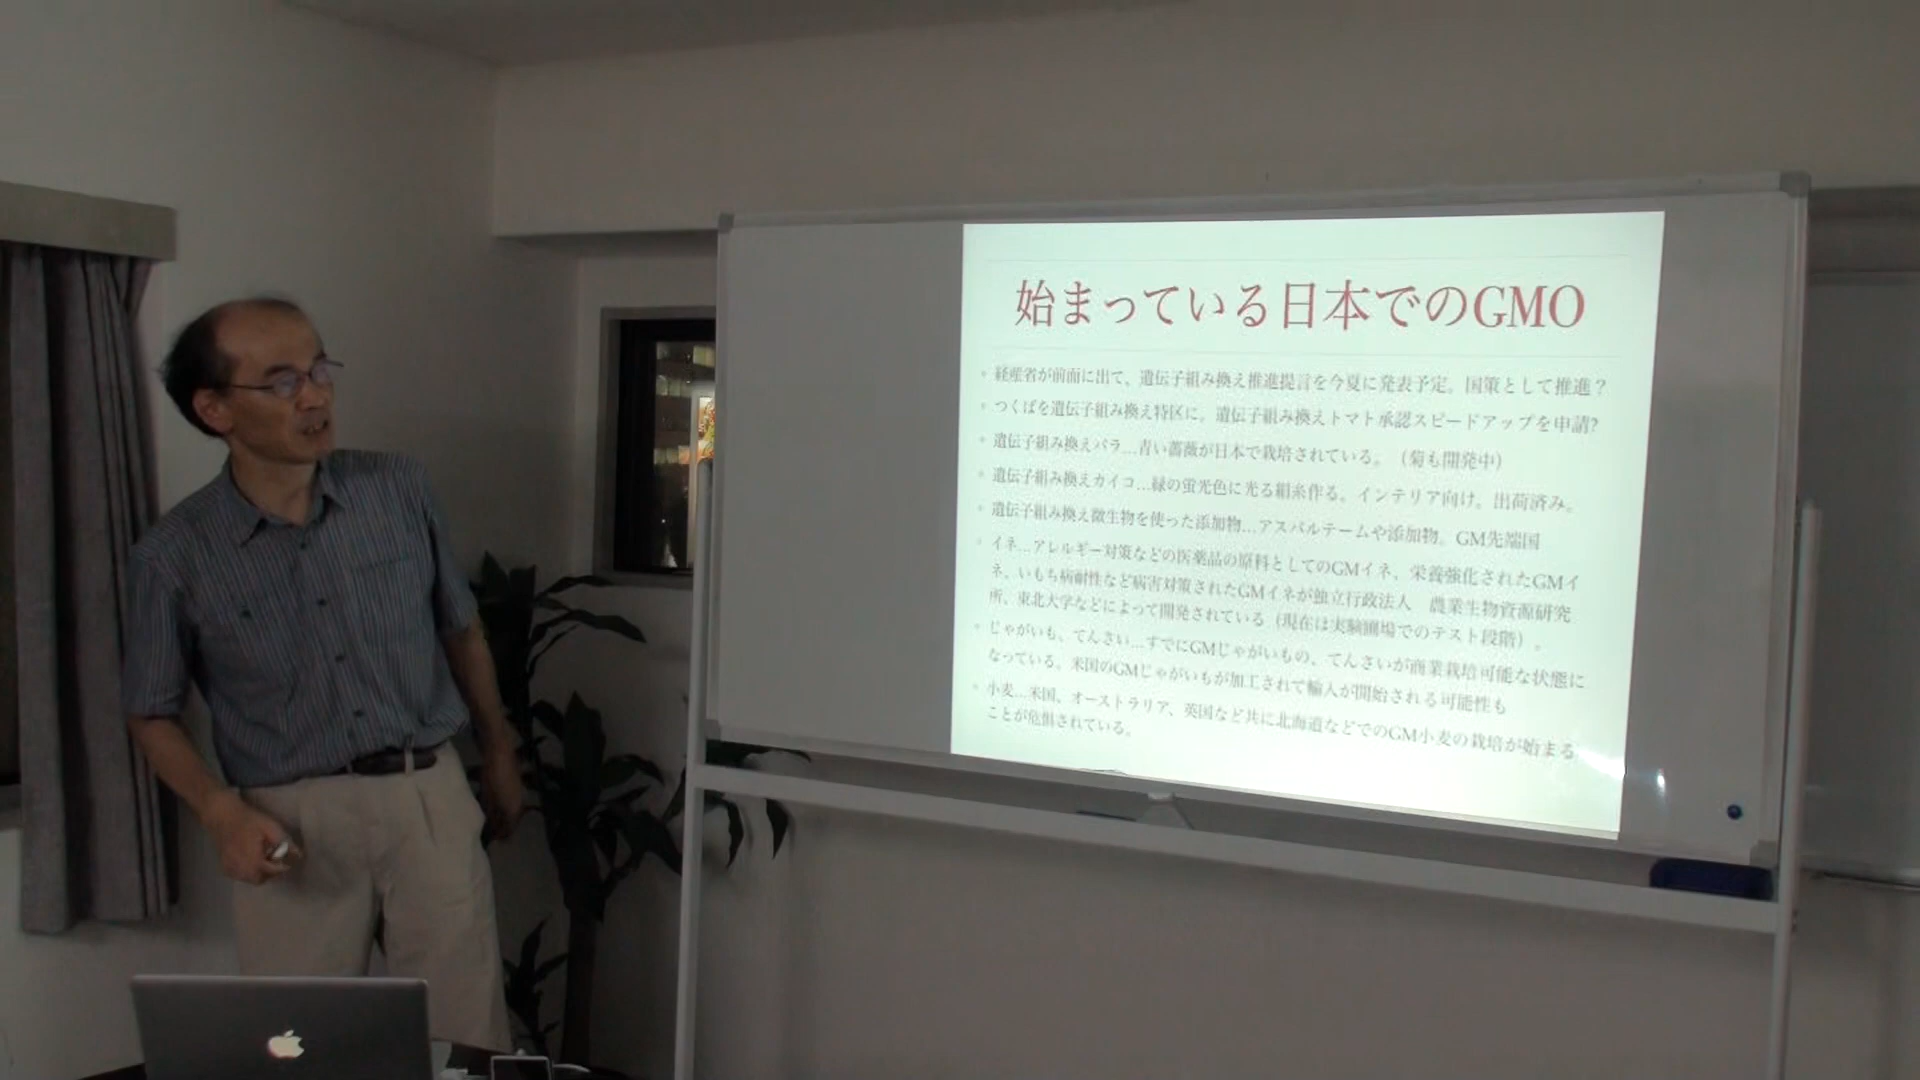 始まっている日本でのGMO
経産省が前面に出て、遺伝子組み換え推進提言を今夏に発表予定。国策として推進？
つくばを遺伝子組み換え特区に。遺伝子組み換えトマト承認スピードアップを申請?
遺伝子組み換えバラ…青い薔薇が日本で栽培されている。（菊も開発中）
遺伝子組み換えカイコ…緑の蛍光色に光る絹糸作る。インテリア向け。出荷済み。
遺伝子組み換え微生物を使った添加物…アスパルテームや添加物。GM先端国
イネ…アレルギー対策などの医薬品の原料としてのGMイネ、栄養強化されたGMイ
ネ、いもち病耐性など病害対策されたGMイネが独立行政法人　農業生物資源研究
所、東北大学などによって開発されている（現在は実験圃場でのテスト段階）。
じゃがいも、てんさい…すでにGMじゃがいもの、てんさいが商業栽培可能な状態に
なっている。米国のGMじゃがいもが加工されて輸入が開始される可能性も
小麦…米国、オーストラリア、英国など共に北海道などでのGM小麦の栽培が始まる
ことが危惧されている。